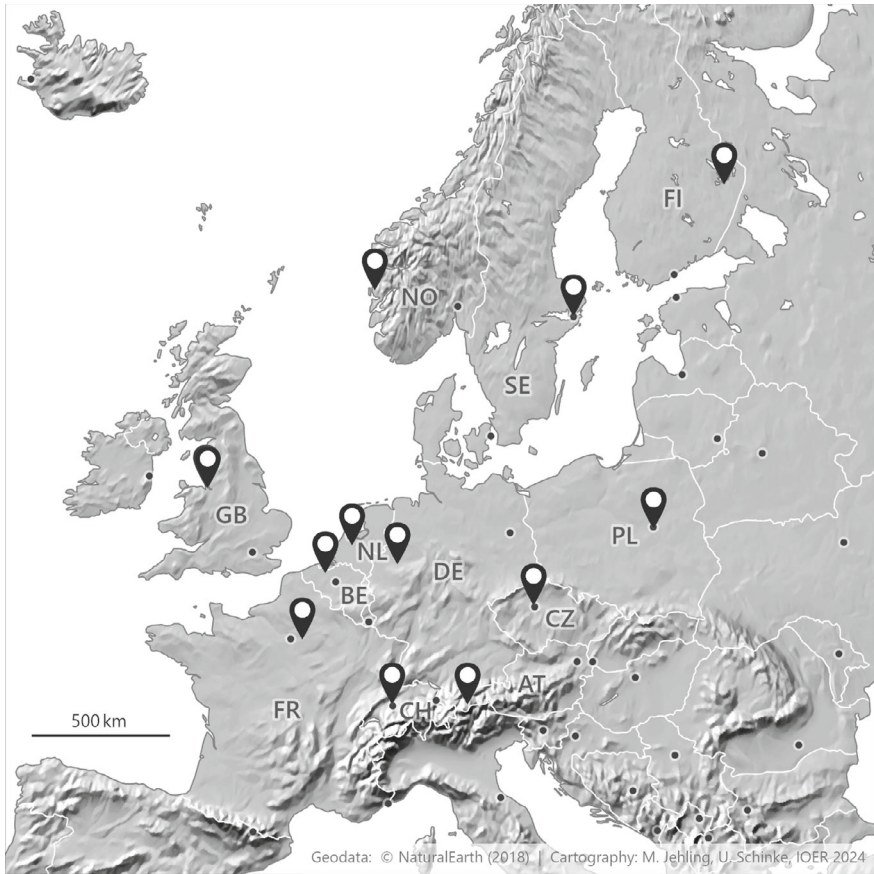 FI
NO
SE
GB
PL
NL
DE
BE
CZ
AT
FR
CH
500 km
Geodata: © NaturalEarth (2018) | Cartography: M. Jehling, U. Schinke, IOER 2024